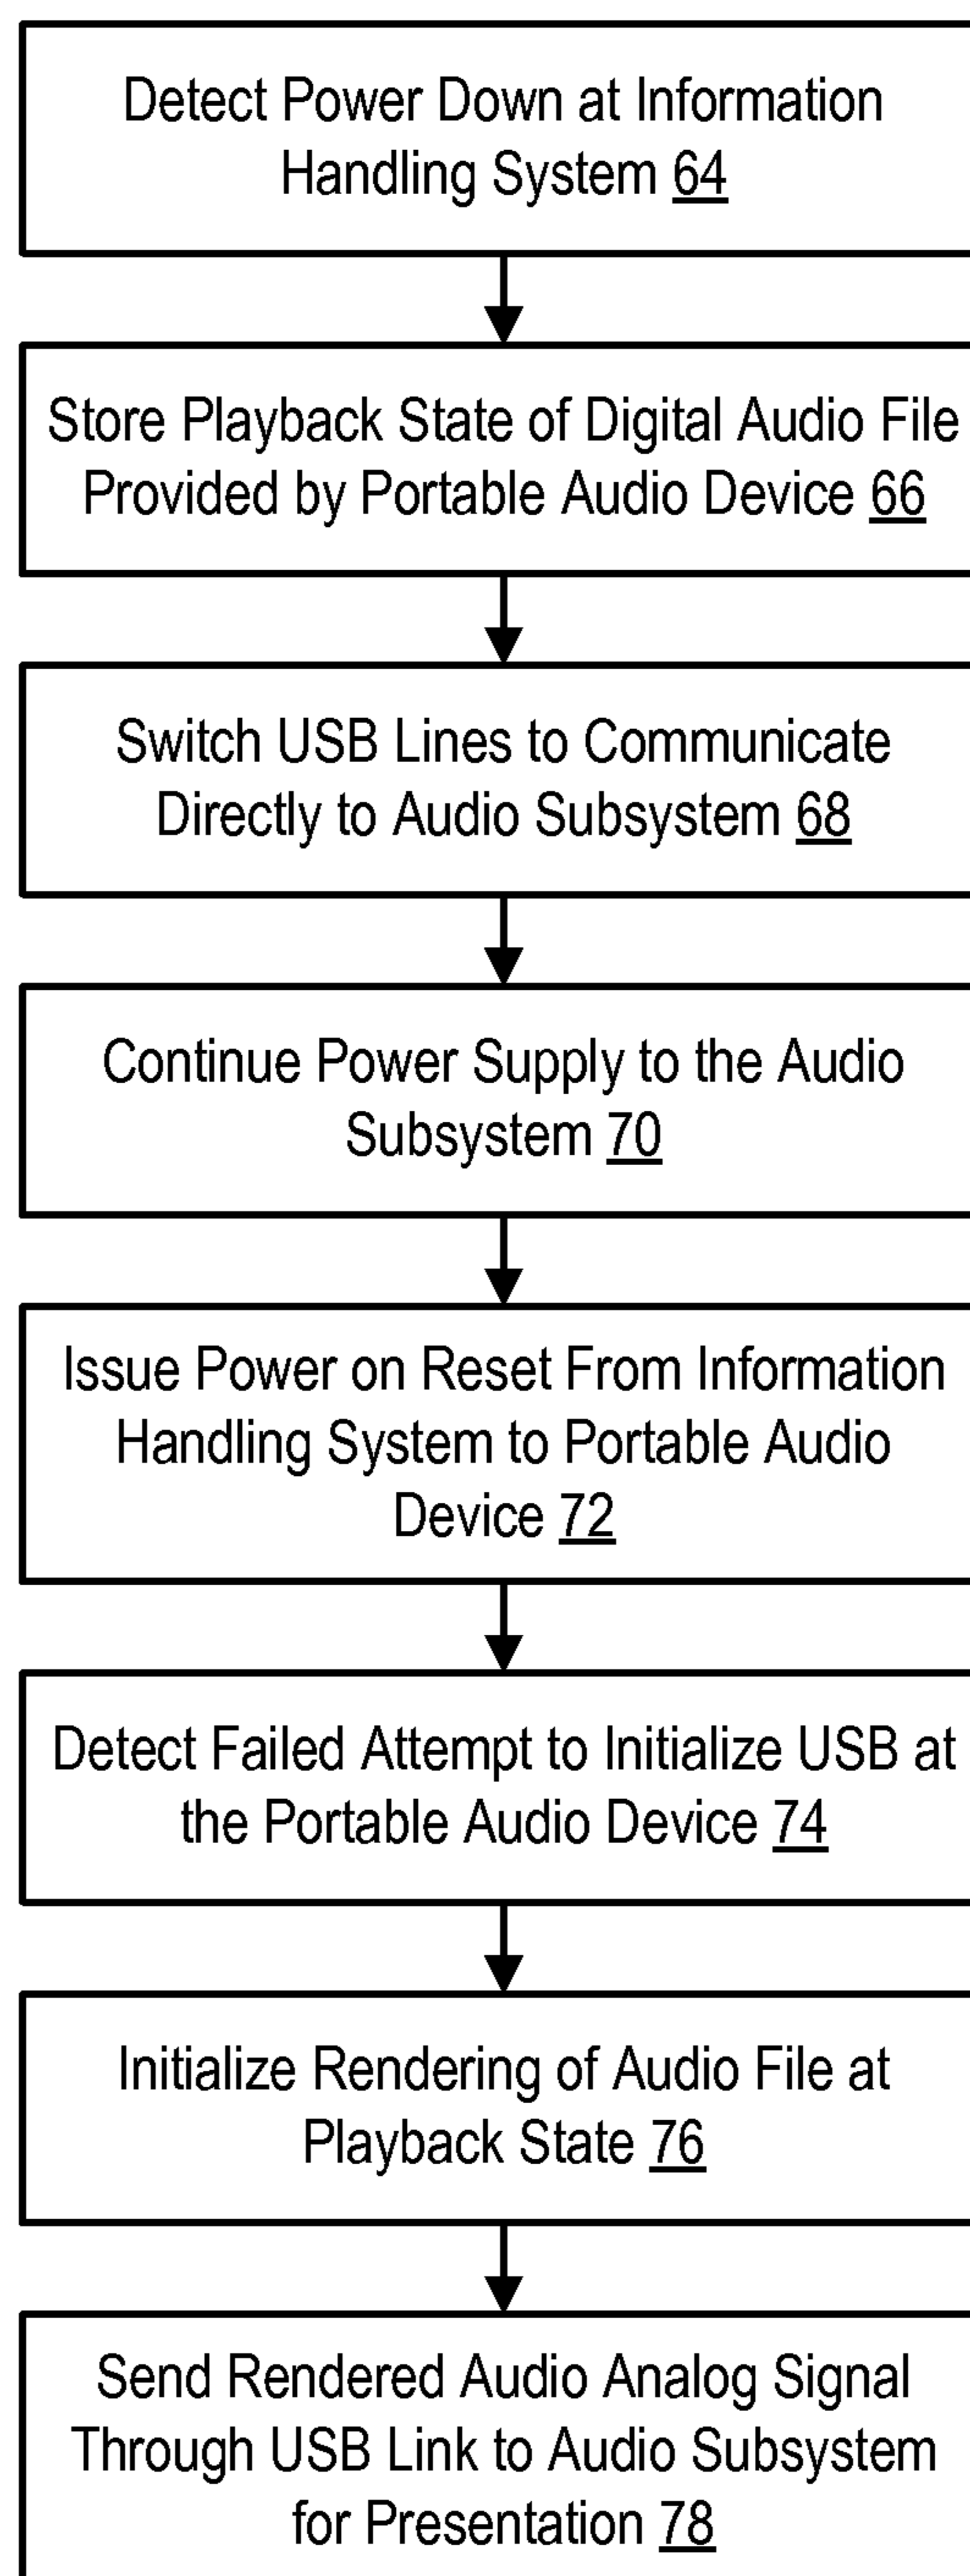 Detect Power Down at Information
Handling System 64
Store Playback State of Digital Audio File
Provided by Portable Audio Device 66
Switch USB Lines to Communicate
Directly to Audio Subsystem 68
Continue Power Supply to the Audio
Subsystem 70
Issue Power on Reset From Information
Handling System to Portable Audio
Device 72
Detect Failed Attempt to Initialize USB at
the Portable Audio Device 74
Initialize Rendering of Audio File at
Playback State 76
Send Rendered Audio Analog Signal
Through USB Link to Audio Subsystem
for Presentation 78